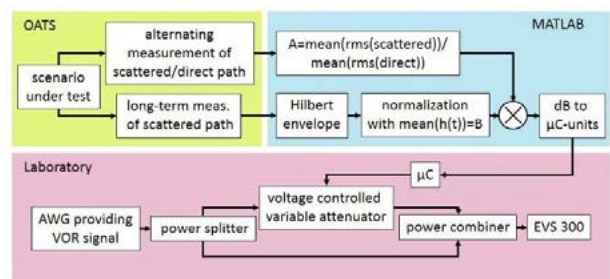 OATS
MATLAB
alternating
measurement of
scattered/direct path
A=mean(rms(scattered))/
mean(rms(direct))
scenario
under test
long-term meas.
of scattered path
Hilbert
envelope
normalization
with mean(h(t))=B
dB to
µC-units
Laboratory
µC
voltage controlled
variable attenuator
AWG providing
VOR signal
power splitter
power combiner
EVS 300